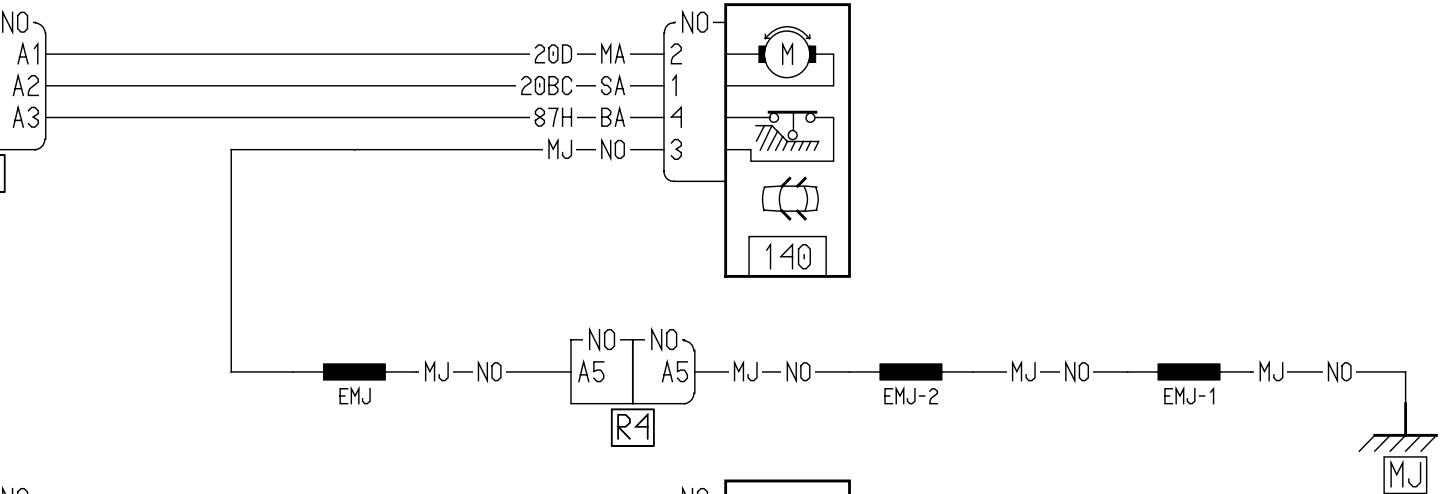 NO NO
A1 20D MA 2 M
A2 20BC SA 1
A3 87H BA 4
MJ NO 3
140
NO NO
MJ NO A5 A5 MJ NO MJ NO MJ NO
EMJ EMJ-2 EMJ-1
R4
MJ
NO NO